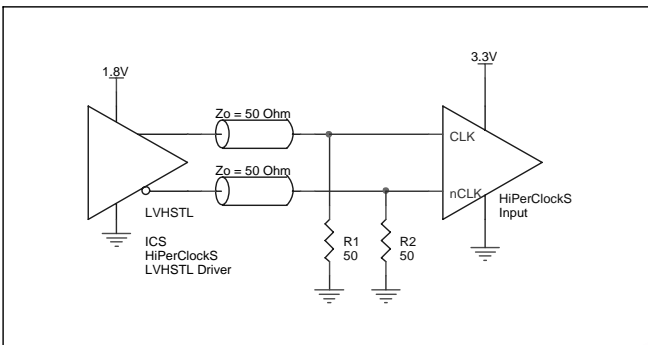 1.8V
3.3V
Zo = 50 Ohm
CLK
Zo = 50 Ohm
nCLK
HiPerClockS
Input
LVHSTL
ICS
HiPerClockS
LVHSTL Driver
R1
50
R2
50